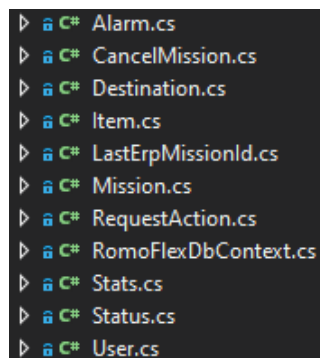 C# Alarm.cs
C# CancelMission.cs
C# Destination.cs
C# Item.cs
C# LastErpMissionId.cs
C# Mission.cs
C# RequestAction.cs
C# RomoFlexDbContext.cs
C# Stats.cs
C# Status.cs
C# User.cs